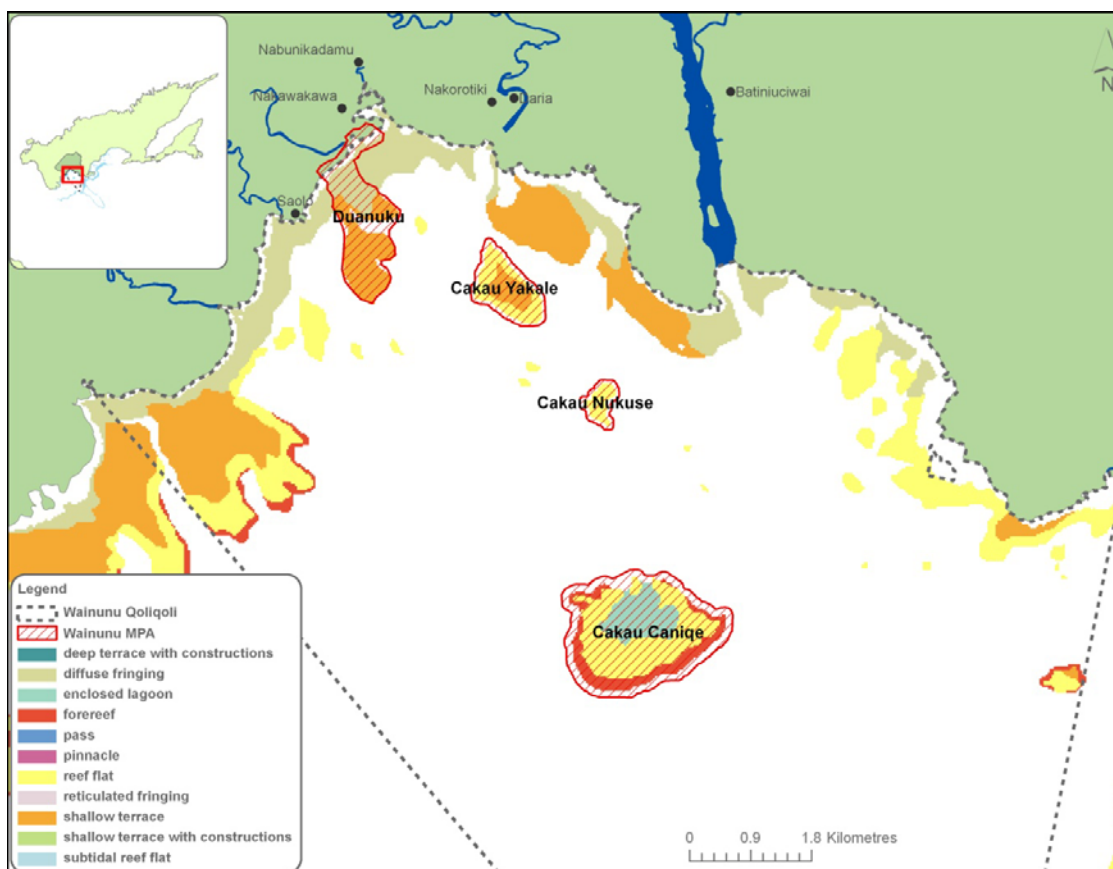 Nabunikadamu
Nakawakawa
Nakorotiki
Daria
Batiniuciwai
N
Saolo
Duanuku
Cakau Yakale
Cakau Nukuse
Cakau Caniqe
Legend
Wainunu Qoliqoli
Wainunu MPA
deep terrace with constructions
diffuse fringing
enclosed lagoon
forereef
pass
pinnacle
reef flat
reticulated fringing
shallow terrace
shallow terrace with constructions
subtidal reef flat
0 0.9 1.8 Kilometres